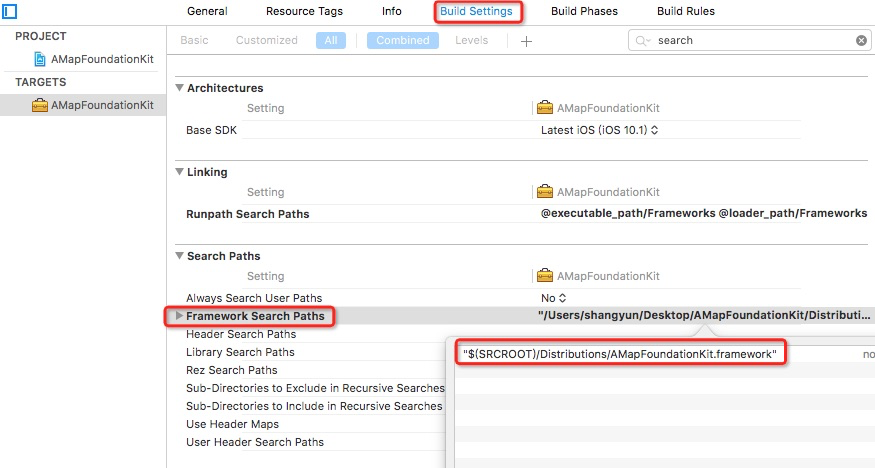 General Resource Tags Info Build Settings Build Phases Build Rules
PROJECT
AMapFoundationKit
TARGETS
AMapFoundationKit
Basic Customized All Combined Levels + search
Architectures
Setting AMapFoundationKit
Base SDK Latest iOS (iOS 10.1)
Linking
Setting AMapFoundationKit
Runpath Search Paths @executable_path/Frameworks @loader_path/Frameworks
Search Paths
Setting AMapFoundationKit
Always Search User Paths No
Framework Search Paths "/Users/shangyun/Desktop/AMapFoundationKit/Distributi...
Header Search Paths
"$(SRCROOT)/Distributions/AMapFoundationKit.framework" no
Library Search Paths
Rez Search Paths
Sub-Directories to Exclude in Recursive Searches
Sub-Directories to Include in Recursive Searches
Use Header Maps
User Header Search Paths